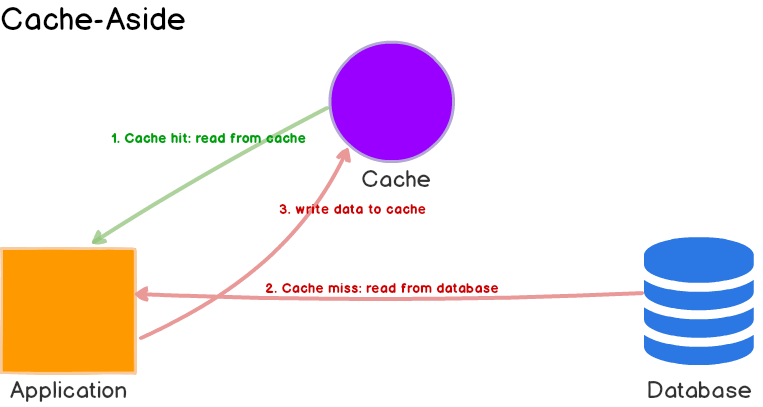 Cache-Aside
1. Cache hit: read from cache
Cache
3. write data to cache
2. Cache miss: read from database
Application
Database